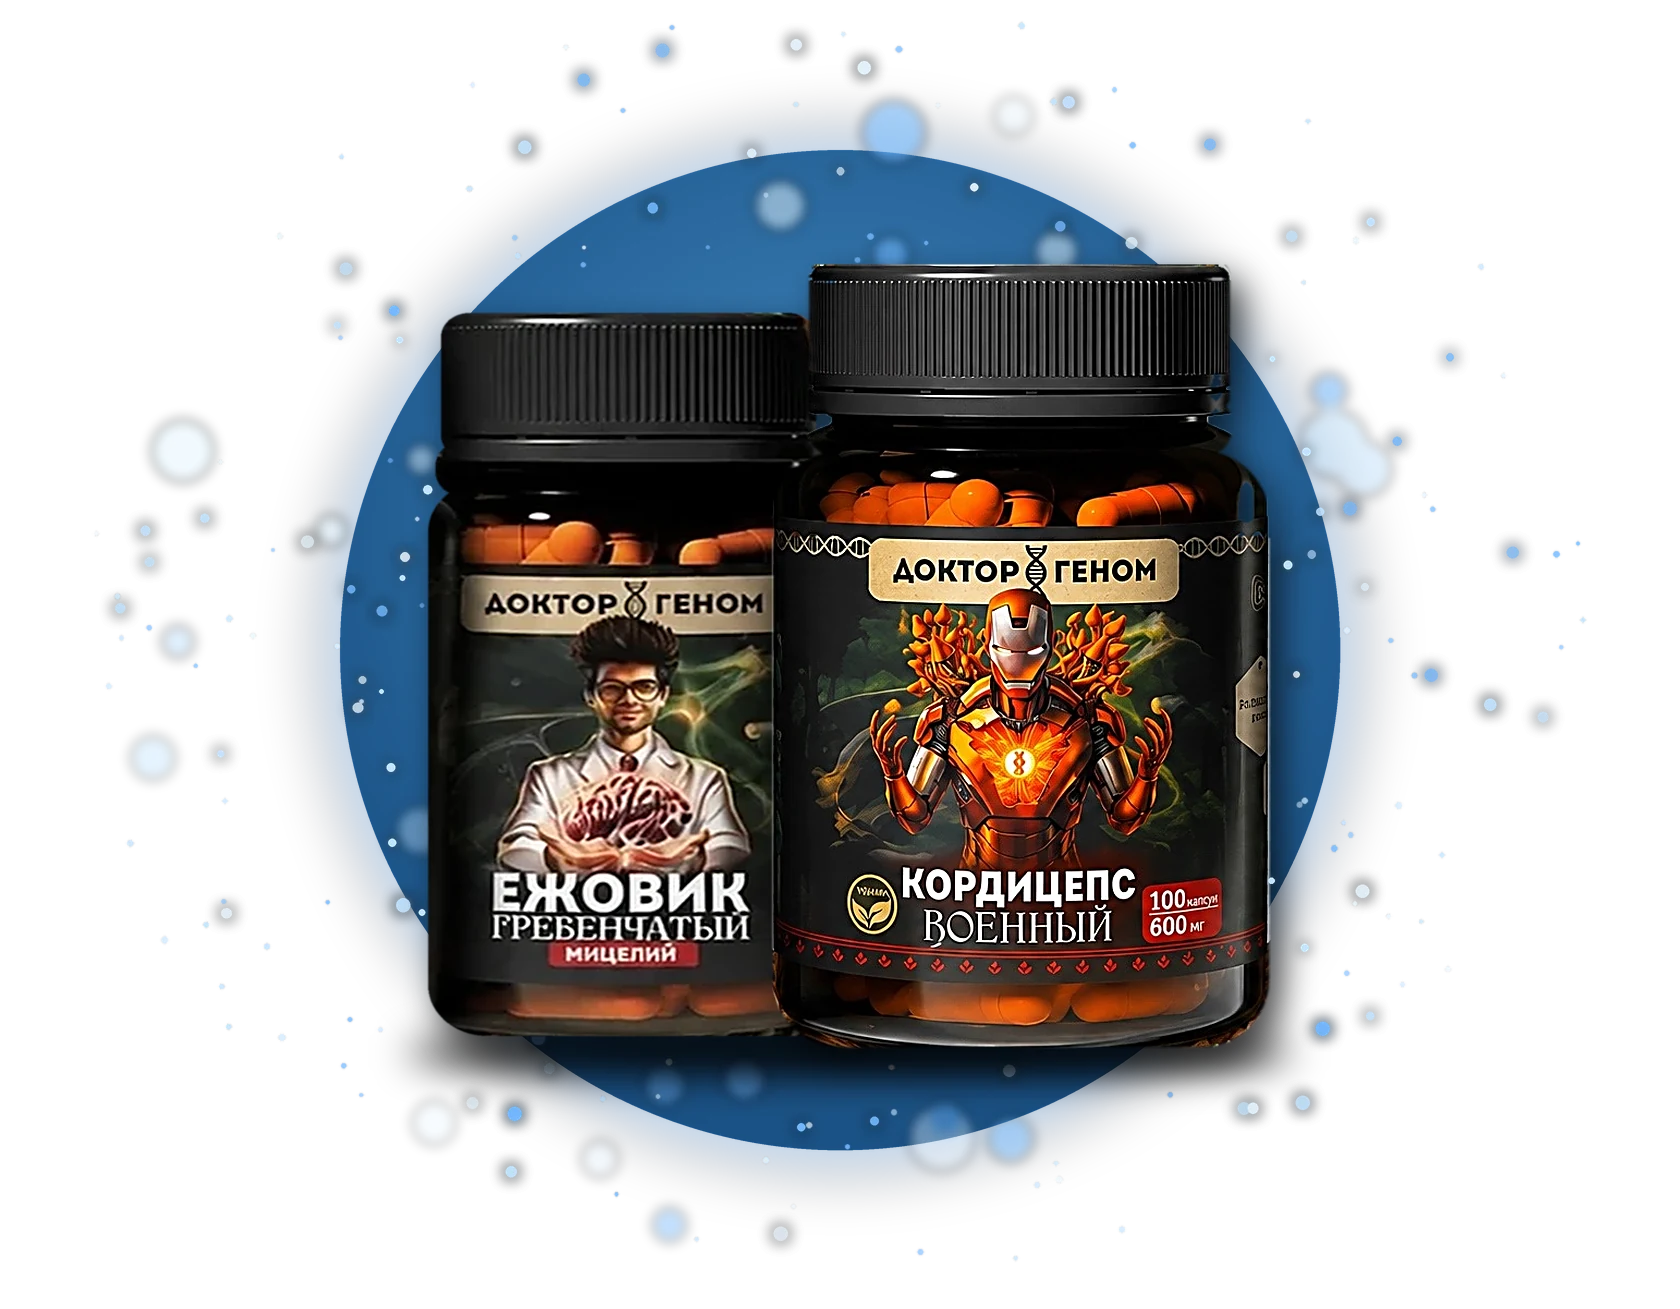 ДОКТОР ГЕНОМ
ЕЖОВИК
ГРЕБЕНЧАТЫЙ
МИЦЕЛИЙ
ДОКТОР ГЕНОМ
КОРДИЦЕПС
ВОЕННЫЙ
100 капсул
600 мг